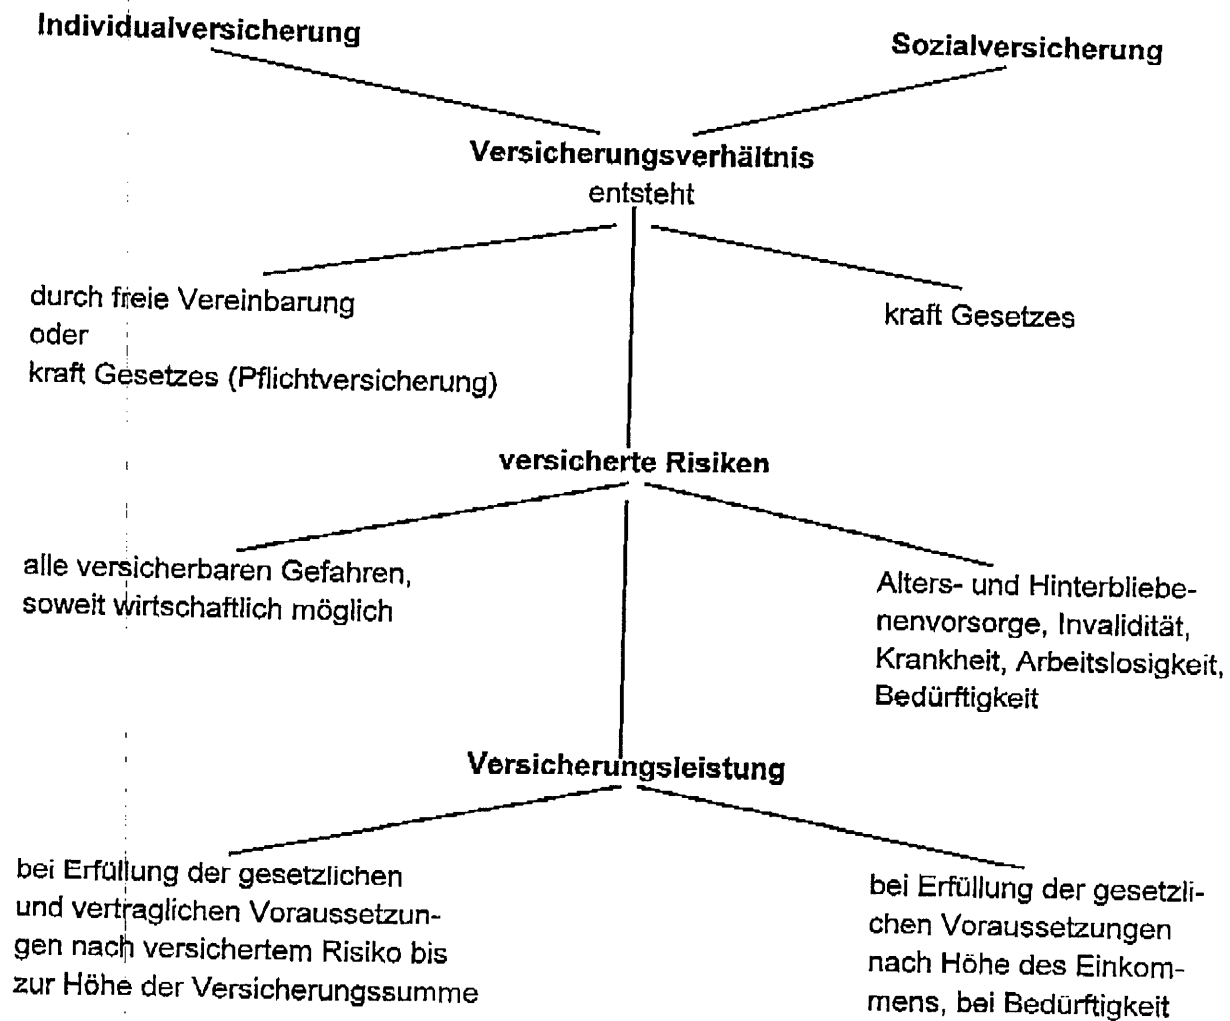 Individualversicherung
Sozialversicherung
Versicherungsverhältnis
entsteht
durch freie Vereinbarung
oder
kraft Gesetzes (Pflichtversicherung)
kraft Gesetzes
versicherte Risiken
alle versicherbaren Gefahren,
soweit wirtschaftlich möglich
Alters- und Hinterbliebe-
nenvorsorge, Invalidität,
Krankheit, Arbeitslosigkeit,
Bedürftigkeit
Versicherungsleistung
bei Erfüllung der gesetzlichen
und vertraglichen Voraussetzun-
gen nach versichertem Risiko bis
zur Höhe der Versicherungssumme
bei Erfüllung der gesetzli-
chen Voraussetzungen
nach Höhe des Einkom-
mens, bei Bedürftigkeit